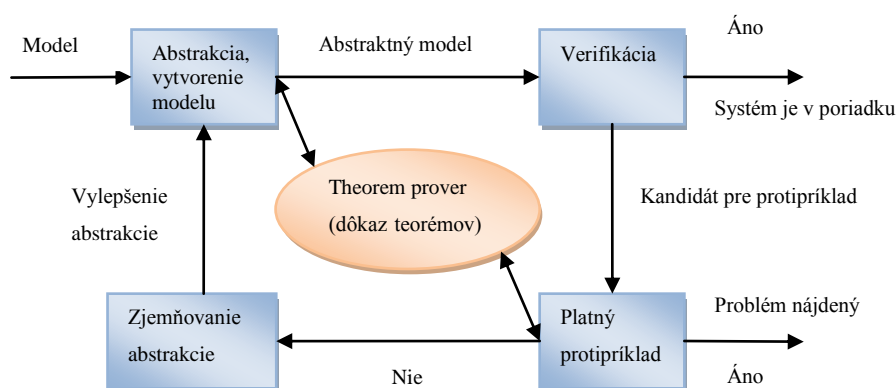 Model
Abstrakcia,
vytvorenie
modelu
Abstraktný model
Verifikácia
Áno
Systém je v poriadku
Vylepšenie
abstrakcie
Theorem prover
(dôkaz teorémov)
Kandidát pre protipríklad
Zjemňovanie
abstrakcie
Nie
Platný
protipríklad
Problém nájdený
Áno